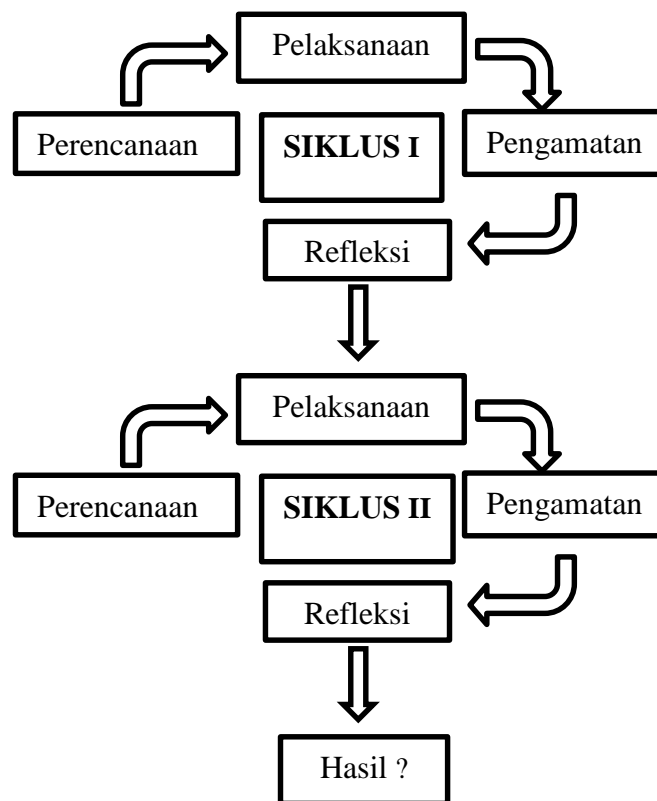 Pelaksanaan
Perencanaan
SIKLUS I
Pengamatan
Refleksi
Pelaksanaan
Perencanaan
SIKLUS II
Pengamatan
Refleksi
Hasil ?